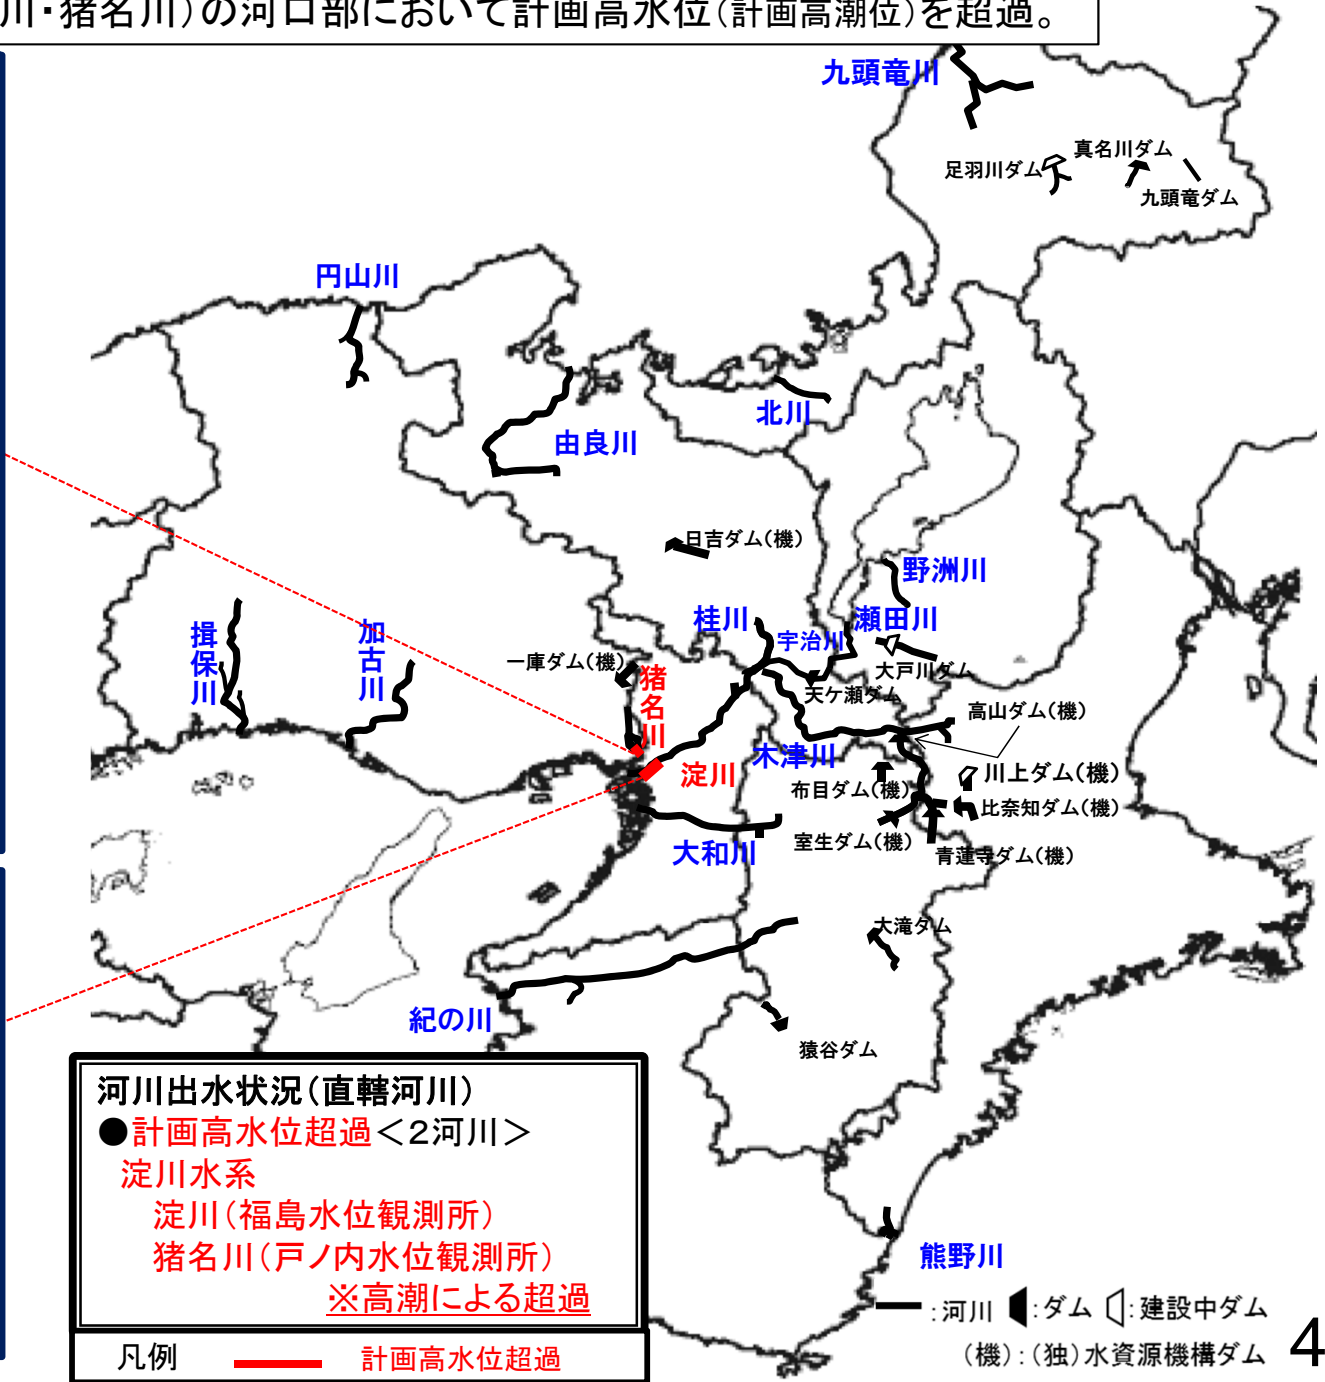 川・猪名川)の河口部において計画高水位(計画高潮位)を超過。
九頭竜川
足羽川ダム
真名川ダム
九頭竜ダム
円山川
北川
由良川
日吉ダム(機)
野洲川
桂川
宇治川
瀬田川
大戸川ダム
天ケ瀬ダム
揖保川
加古川
一庫ダム(機)
猪名川
高山ダム(機)
淀川
木津川
布目ダム(機)
川上ダム(機)
比奈知ダム(機)
大和川
室生ダム(機)
青蓮寺ダム(機)
大滝ダム
紀の川
猿谷ダム
熊野川
河川出水状況(直轄河川)
●計画高水位超過<2河川>
淀川水系
淀川(福島水位観測所)
猪名川(戸ノ内水位観測所)
※高潮による超過
凡例 計画高水位超過
:河川 :ダム :建設中ダム
(機):(独)水資源機構ダム
4